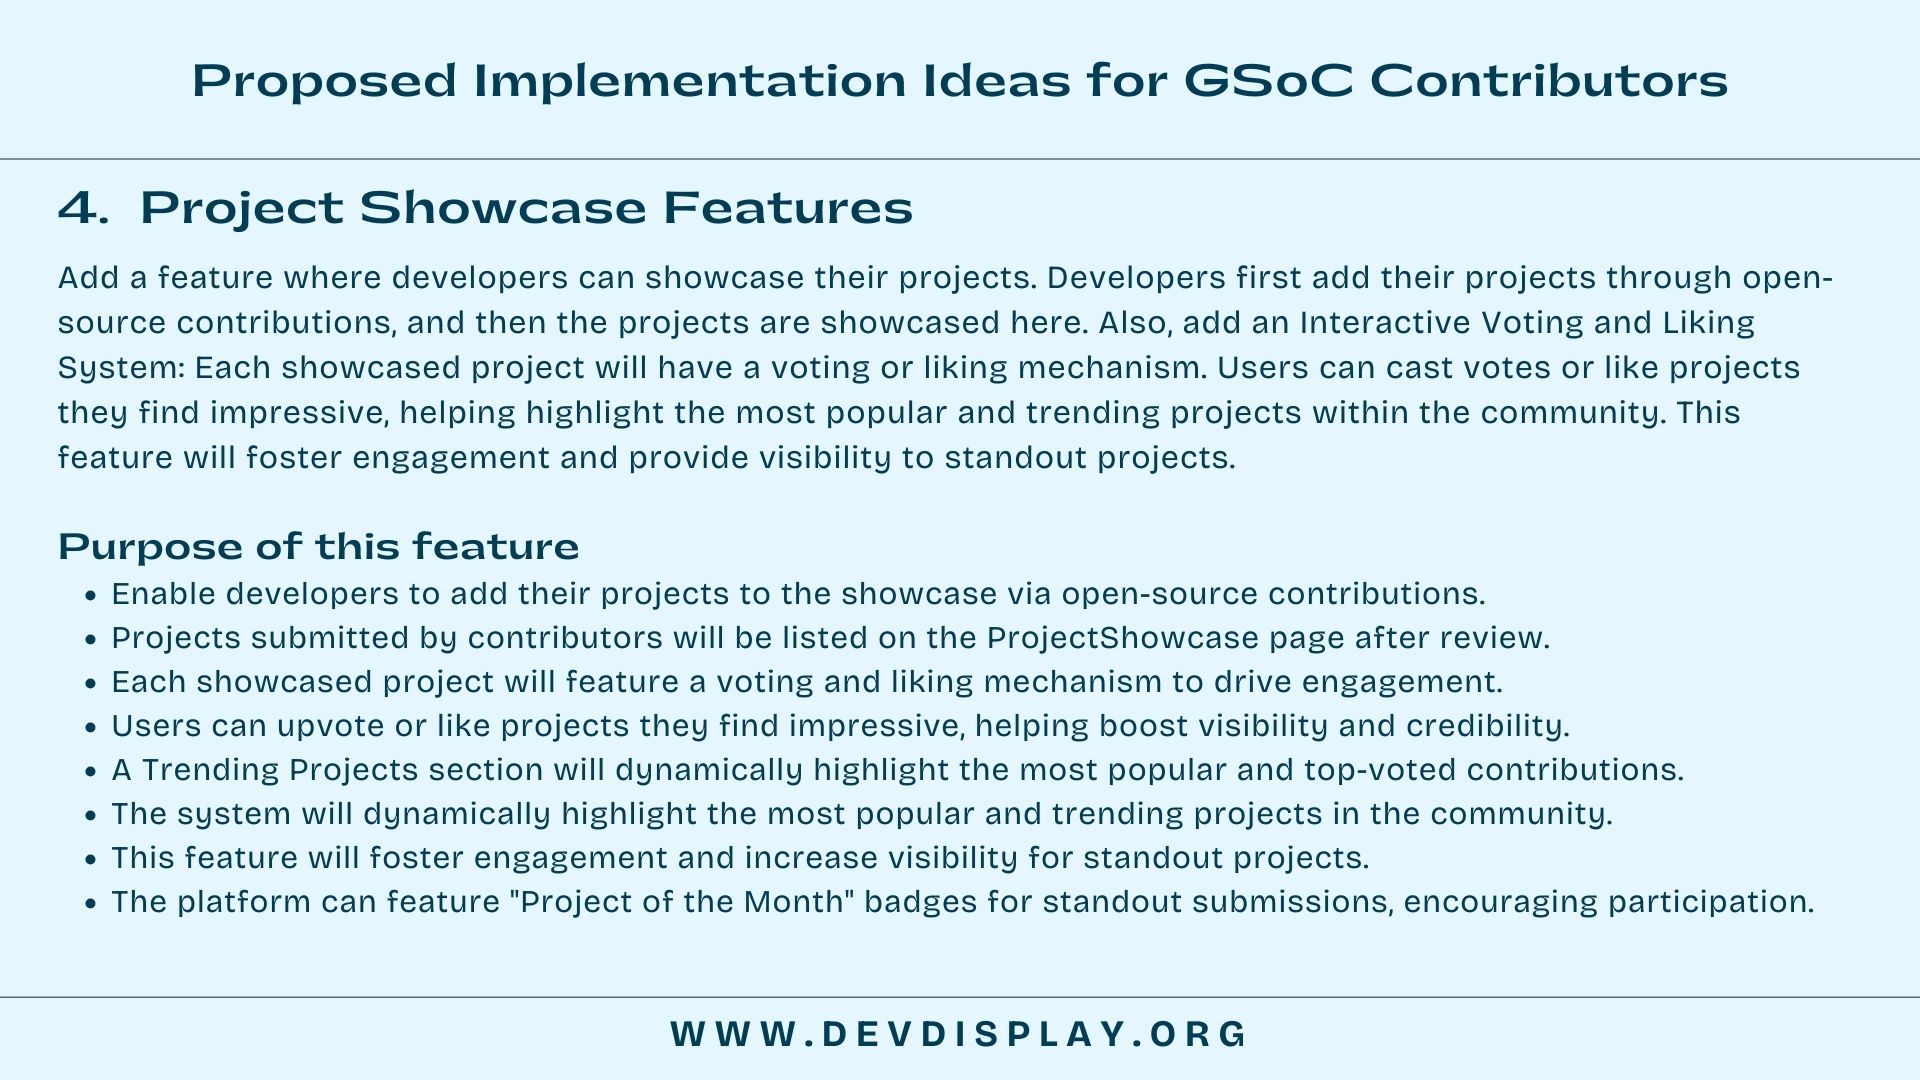 Proposed Implementation Ideas for GSoC Contributors
4. Project Showcase Features
Add a feature where developers can showcase their projects. Developers first add their projects through open-
source contributions, and then the projects are showcased here. Also, add an Interactive Voting and Liking
System: Each showcased project will have a voting or liking mechanism. Users can cast votes or like projects
they find impressive, helping highlight the most popular and trending projects within the community. This
feature will foster engagement and provide visibility to standout projects.
Purpose of this feature
• Enable developers to add their projects to the showcase via open-source contributions.
• Projects submitted by contributors will be listed on the ProjectShowcase page after review.
• Each showcased project will feature a voting and liking mechanism to drive engagement.
• Users can upvote or like projects they find impressive, helping boost visibility and credibility.
• A Trending Projects section will dynamically highlight the most popular and top-voted contributions.
• The system will dynamically highlight the most popular and trending projects in the community.
• This feature will foster engagement and increase visibility for standout projects.
• The platform can feature "Project of the Month" badges for standout submissions, encouraging participation.
WWW.DEVDISPLAY.ORG